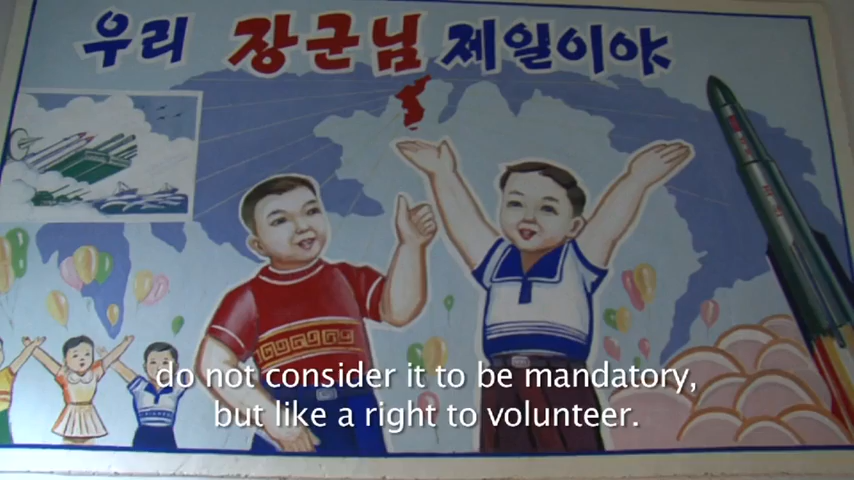 우리 장군님 제일이야
do not consider it to be mandatory,
but like a right to volunteer.